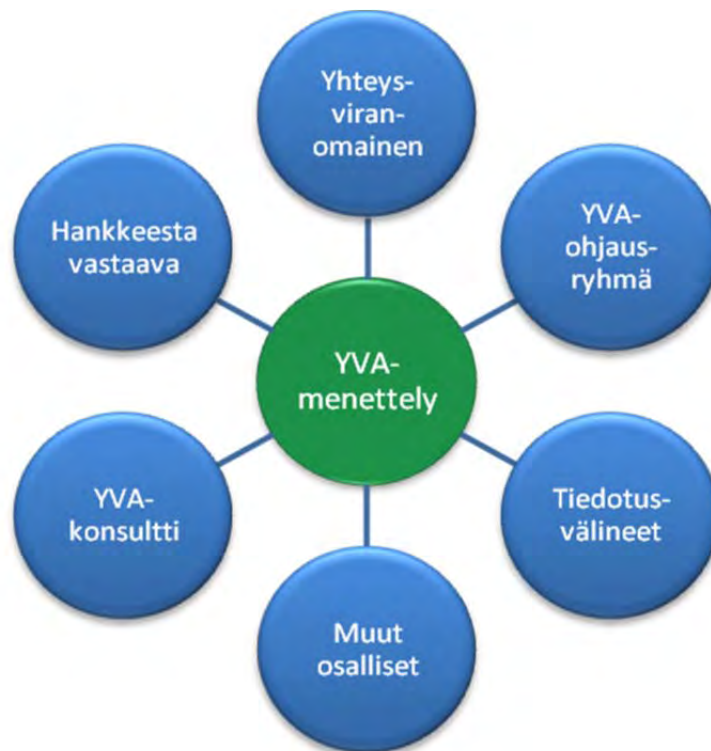 Yhteys-
viran-
omainen
Hankkeesta
vastaava
YVA-
ohjaus-
ryhmä
YVA-
menettely
YVA-
konsultti
Tiedotus-
välineet
Muut
osalliset